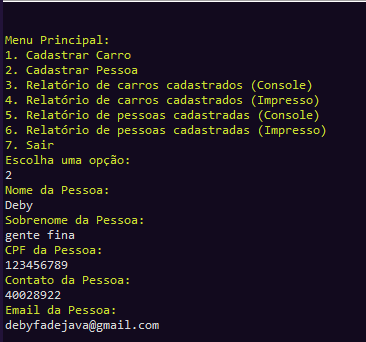 Menu Principal:
1. Cadastrar Carro
2. Cadastrar Pessoa
3. Relatório de carros cadastrados (Console)
4. Relatório de carros cadastrados (Impresso)
5. Relatório de pessoas cadastradas (Console)
6. Relatório de pessoas cadastradas (Impresso)
7. Sair
Escolha uma opção:
2
Nome da Pessoa:
Deby
Sobrenome da Pessoa:
gente fina
CPF da Pessoa:
123456789
Contato da Pessoa:
40028922
Email da Pessoa:
debyfadejava@gmail.com